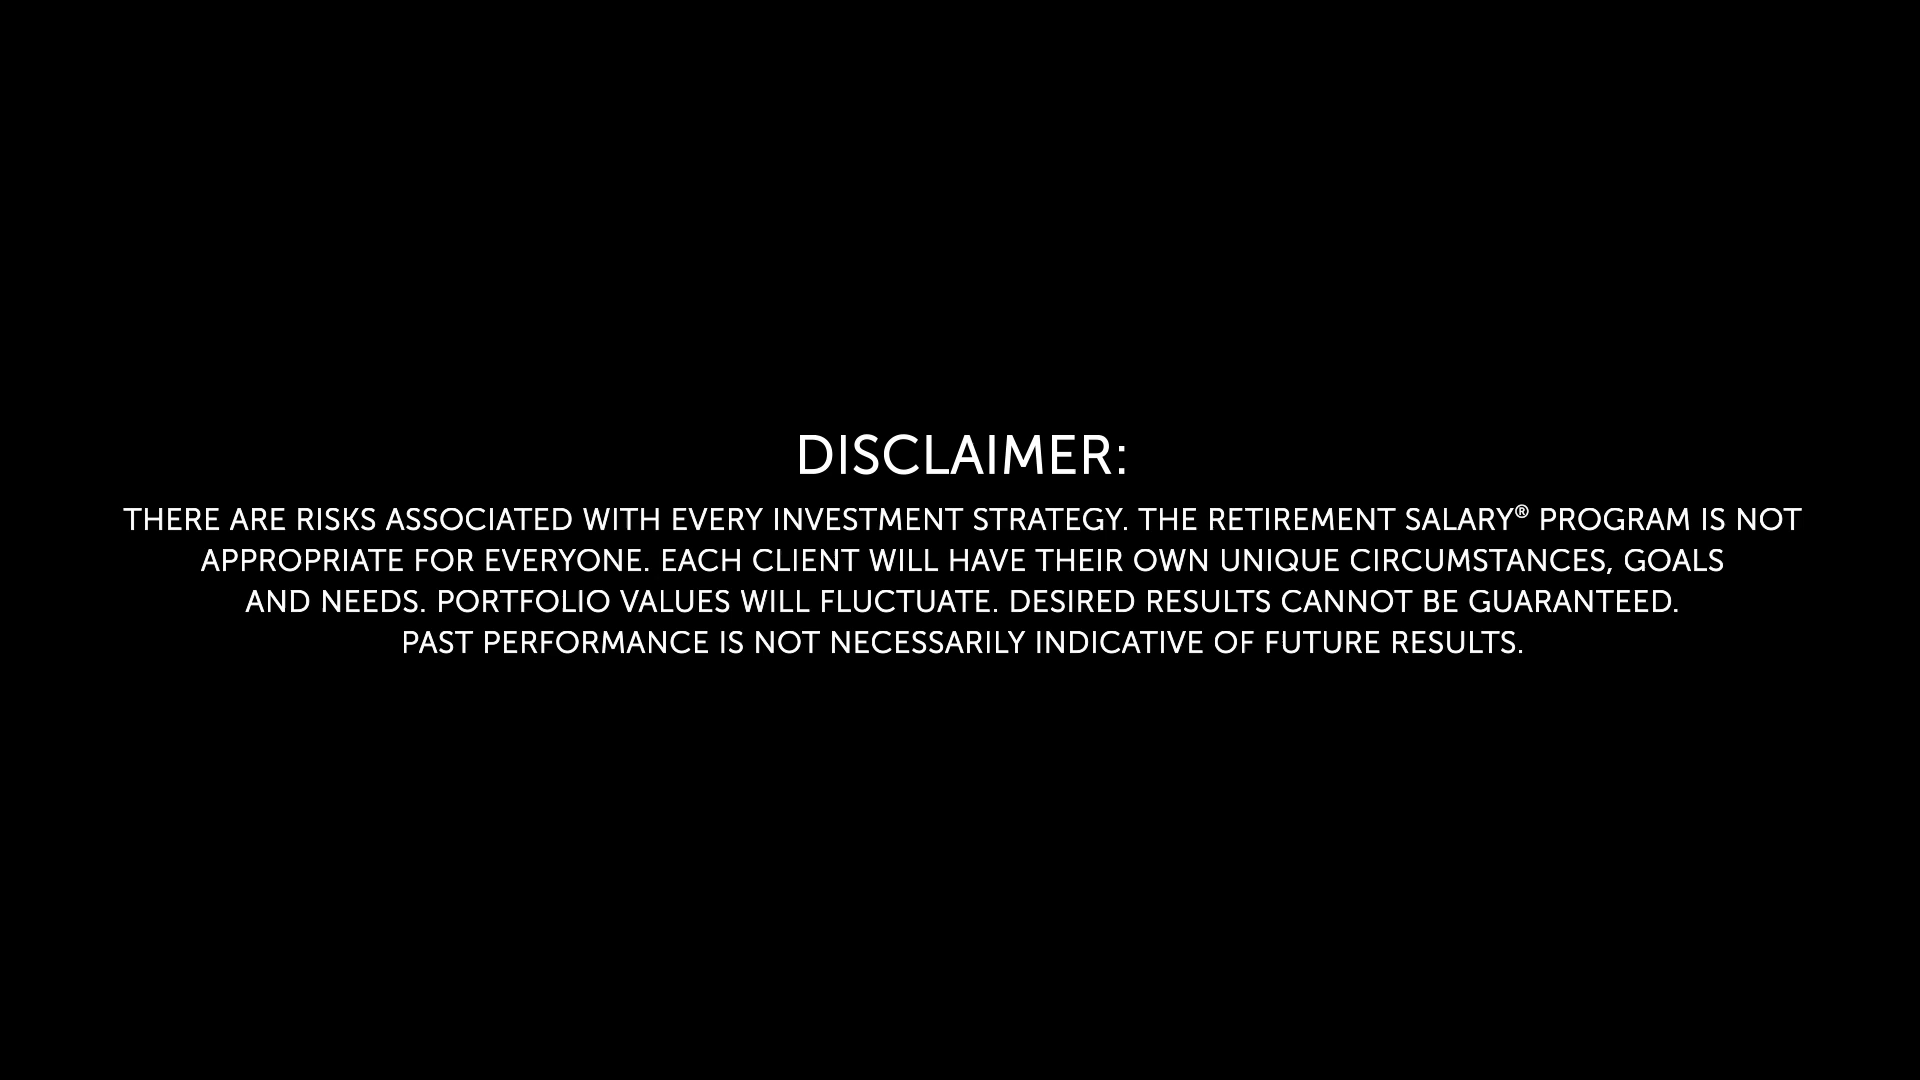 DISCLAIMER:
THERE ARE RISKS ASSOCIATED WITH EVERY INVESTMENT STRATEGY. THE RETIREMENT SALARY® PROGRAM IS NOT
APPROPRIATE FOR EVERYONE. EACH CLIENT WILL HAVE THEIR OWN UNIQUE CIRCUMSTANCES, GOALS
AND NEEDS. PORTFOLIO VALUES WILL FLUCTUATE. DESIRED RESULTS CANNOT BE GUARANTEED.
PAST PERFORMANCE IS NOT NECESSARILY INDICATIVE OF FUTURE RESULTS.